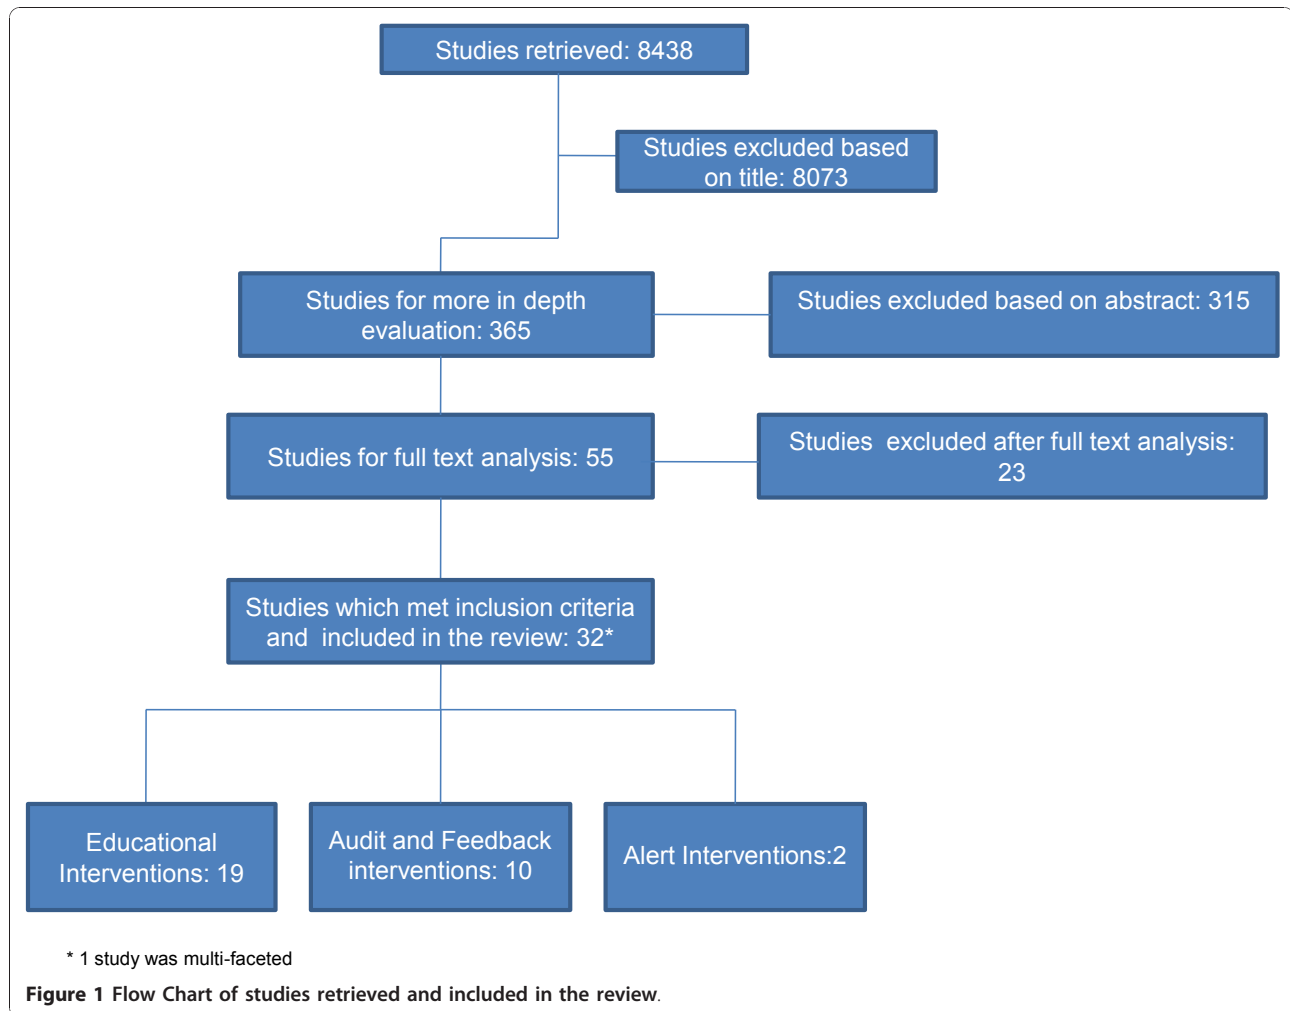 Studies retrieved: 8438
Studies excluded based
on title: 8073
Studies for more in depth
evaluation: 365
Studies excluded based on abstract: 315
Studies for full text analysis: 55
Studies excluded after full text analysis:
23
Studies which met inclusion criteria
and included in the review: 32*
Educational
Interventions: 19
Audit and Feedback
interventions: 10
Alert Interventions:2
* 1 study was multi-faceted
Figure 1 Flow Chart of studies retrieved and included in the review.